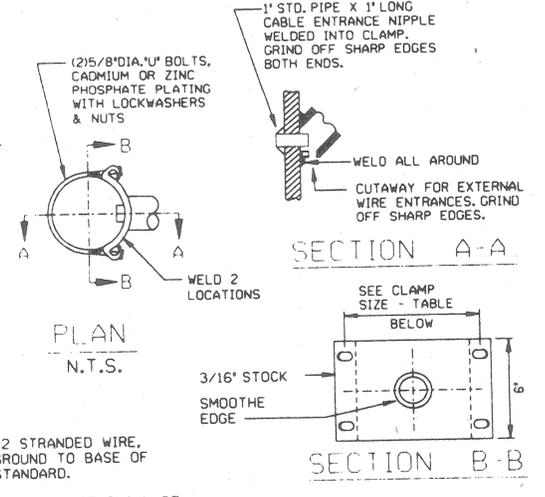 1" STD. PIPE X 1" LONG
CABLE ENTRANCE NIPPLE
WELDED INTO CLAMP.
GRIND OFF SHARP EDGES
BOTH ENDS.
(2)5/8"DIA."U" BOLTS,
CADMIUM OR ZINC
PHOSPHATE PLATING
WITH LOCKWASHERS
& NUTS
B
WELD ALL AROUND
CUTAWAY FOR EXTERNAL
WIRE ENTRANCES. GRIND
OFF SHARP EDGES.
A
A
SECTION A-A
B
WELD 2
LOCATIONS
SEE CLAMP
SIZE - TABLE
BELOW
PLAN
N.T.S.
3/16" STOCK
SMOOTHE
EDGE
6"
2 STRANDED WIRE,
GROUND TO BASE OF
STANDARD.
SECTION B-B